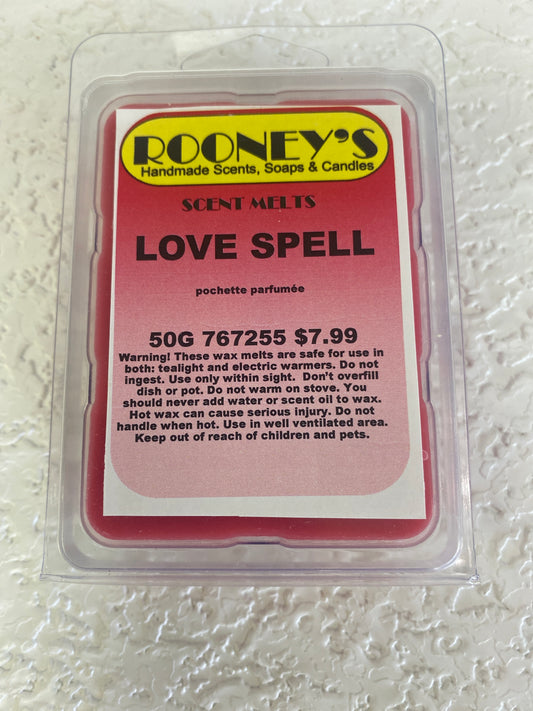 ROONEY'S
Handmade Scents, Soaps & Candles
SCENT MELTS
LOVE SPELL
pochette parfumée
50G 767255 $7.99
Warning! These wax melts are safe for use in
both: tealight and electric warmers. Do not
ingest. Use only within sight. Don't overfill
dish or pot. Do not warm on stove. You
should never add water or scent oil to wax.
Hot wax can cause serious injury. Do not
handle when hot. Use in well ventilated area.
Keep out of reach of children and pets.